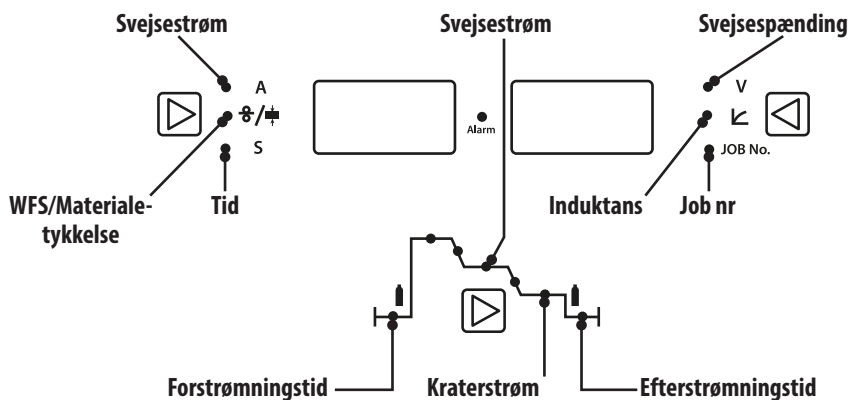 Svejsestrøm
Svejsestrøm
Svejsespænding
A
V
Alarm
S
JOB No.
WFS/Materiale-
tykkelse
Tid
Induktans
Job nr
Forstrømningstid
Kraterstrøm
Efterstrømningstid